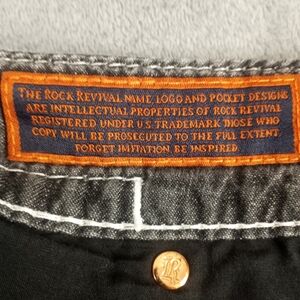 THE ROCK REVIVAL NIME LOGO AND POCKET DESIGNS
ARE INTELLECTUAL PROPERTIES OF ROCK REVIVAL
REGISTERED UNDER U.S. TRADEMARK THOSE WHO
COPY WILL BE PROSECUTED TO THE FULL EXTENT.
FORGET IMITATION, BE INSPIRED.